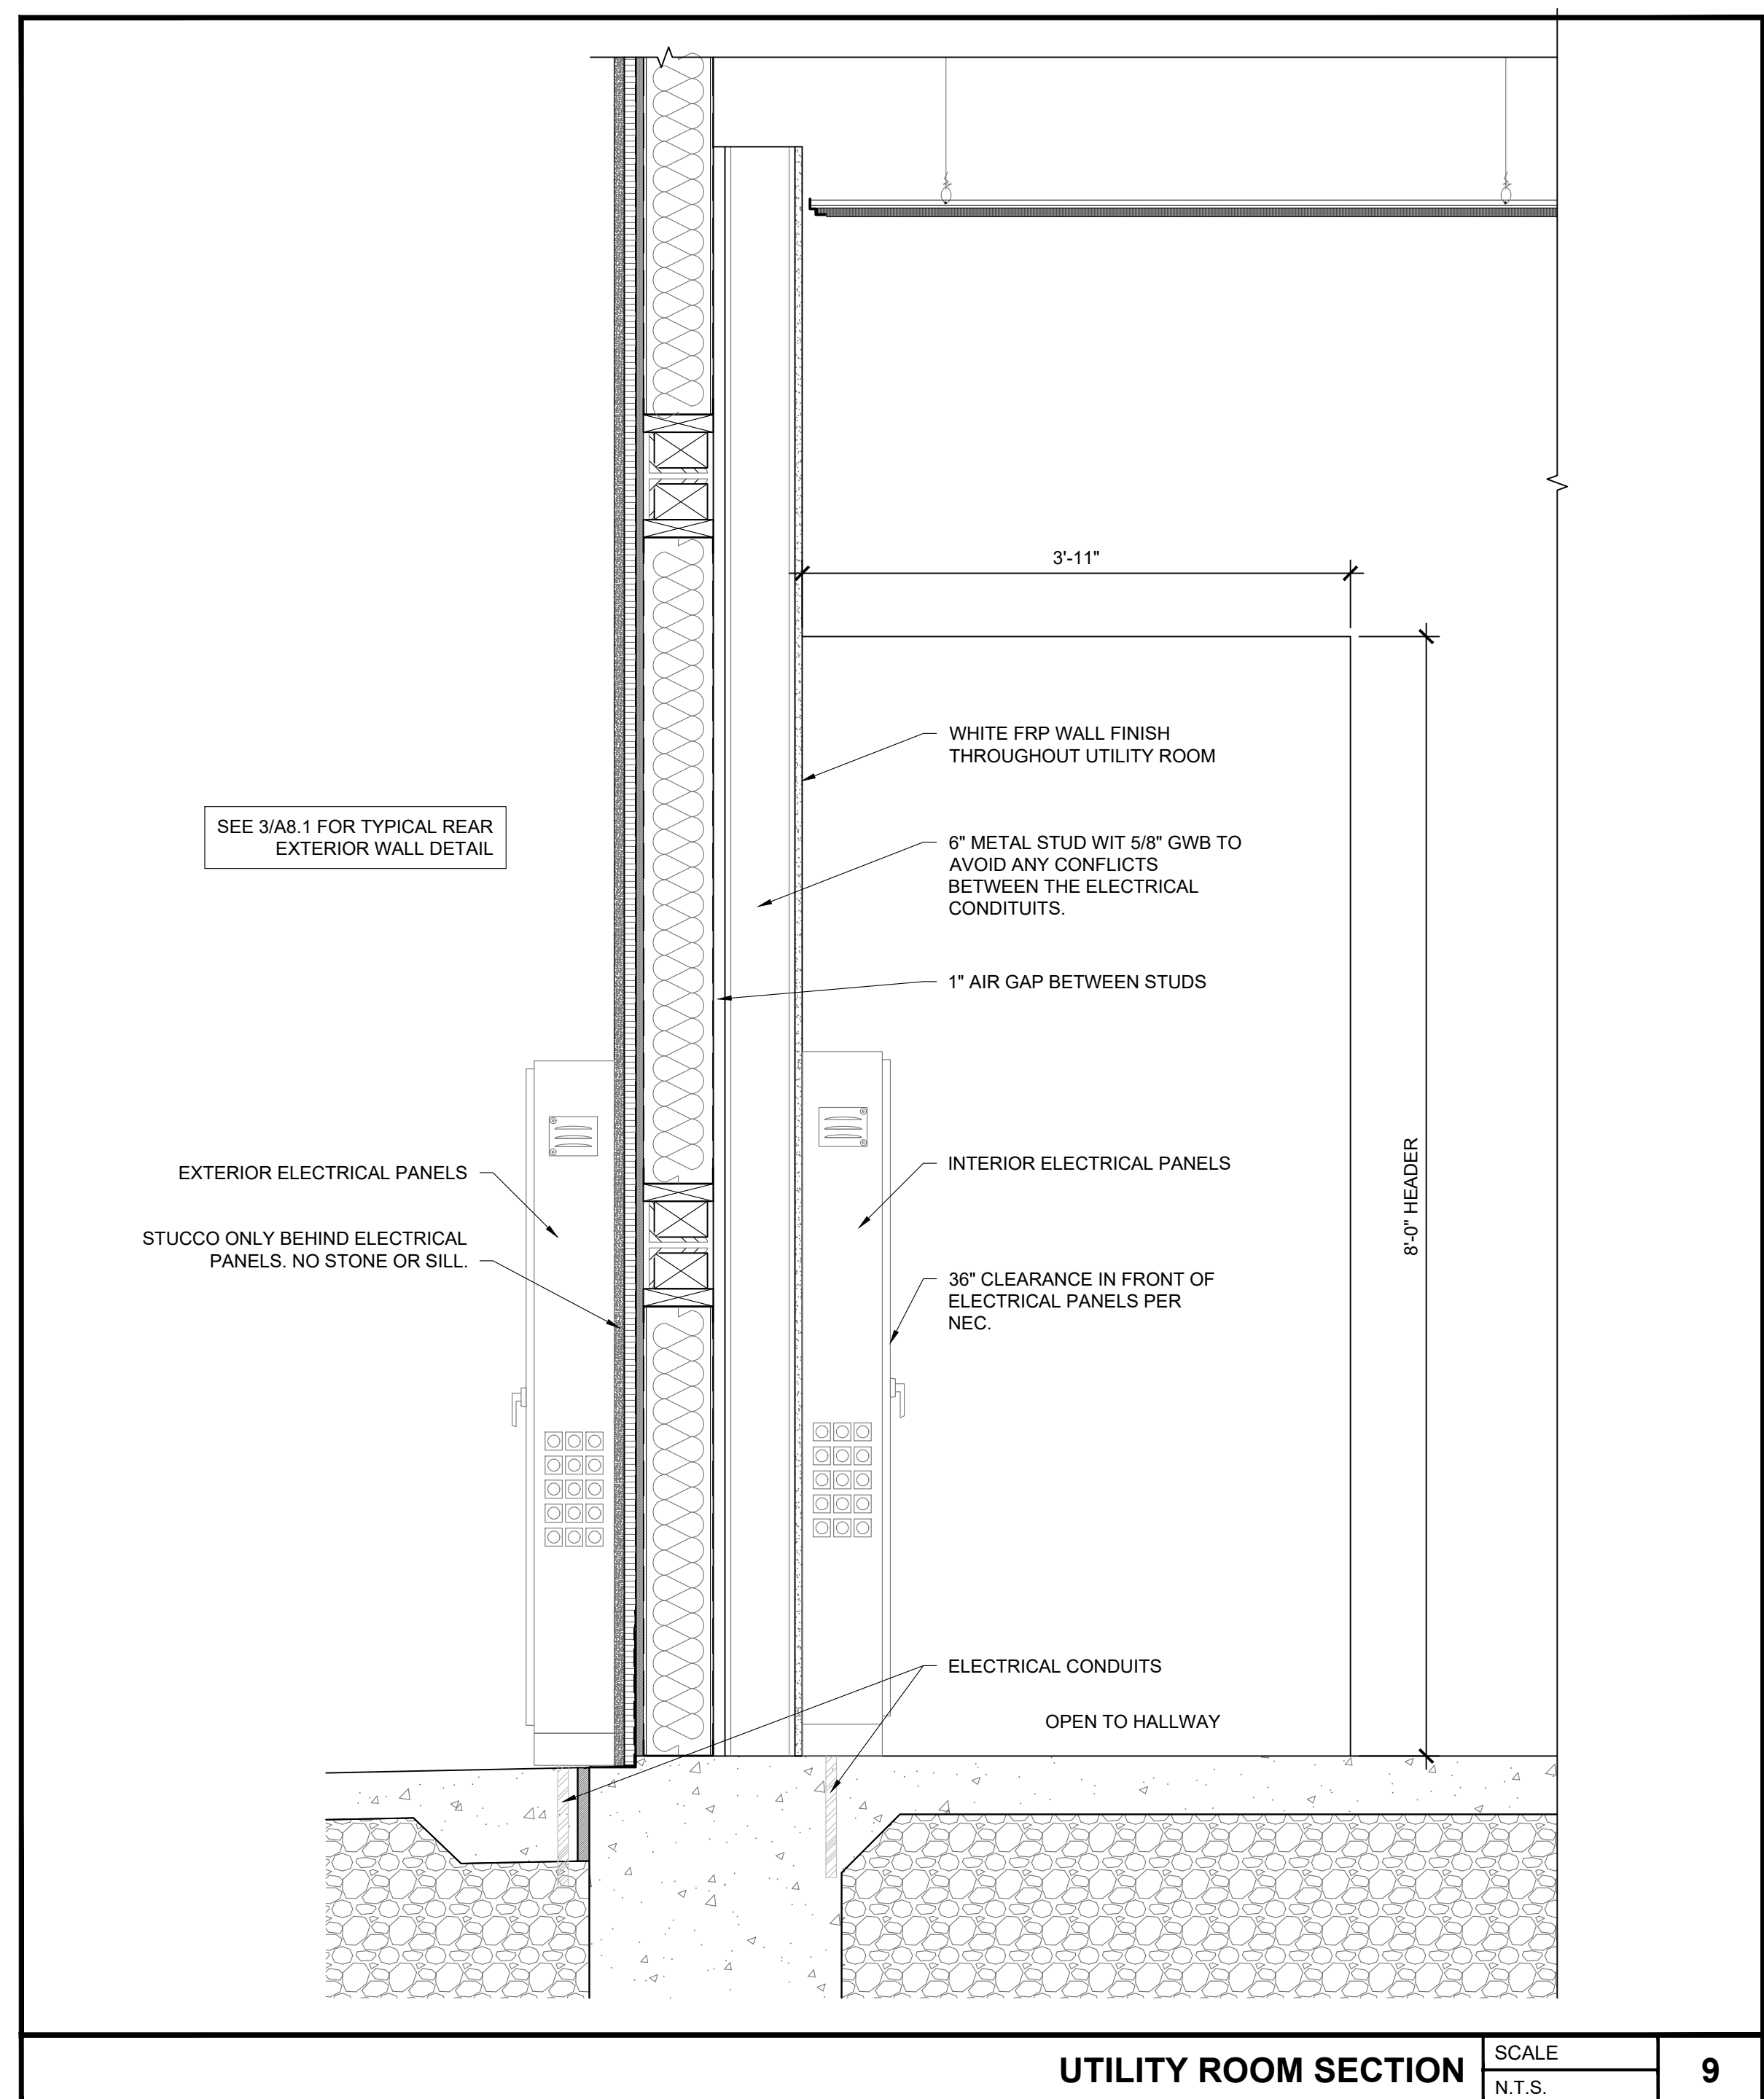 3'-11"
WHITE FRP WALL FINISH
THROUGHOUT UTILITY ROOM
SEE 3/A8.1 FOR TYPICAL REAR
EXTERIOR WALL DETAIL
6" METAL STUD WIT 5/8" GWB TO
AVOID ANY CONFLICTS
BETWEEN THE ELECTRICAL
CONDITUITS.
1" AIR GAP BETWEEN STUDS
EXTERIOR ELECTRICAL PANELS
INTERIOR ELECTRICAL PANELS
8'-0" HEADER
STUCCO ONLY BEHIND ELECTRICAL
PANELS. NO STONE OR SILL.
36" CLEARANCE IN FRONT OF
ELECTRICAL PANELS PER
NEC.
ELECTRICAL CONDUITS
OPEN TO HALLWAY
UTILITY ROOM SECTION
SCALE
N.T.S.
9